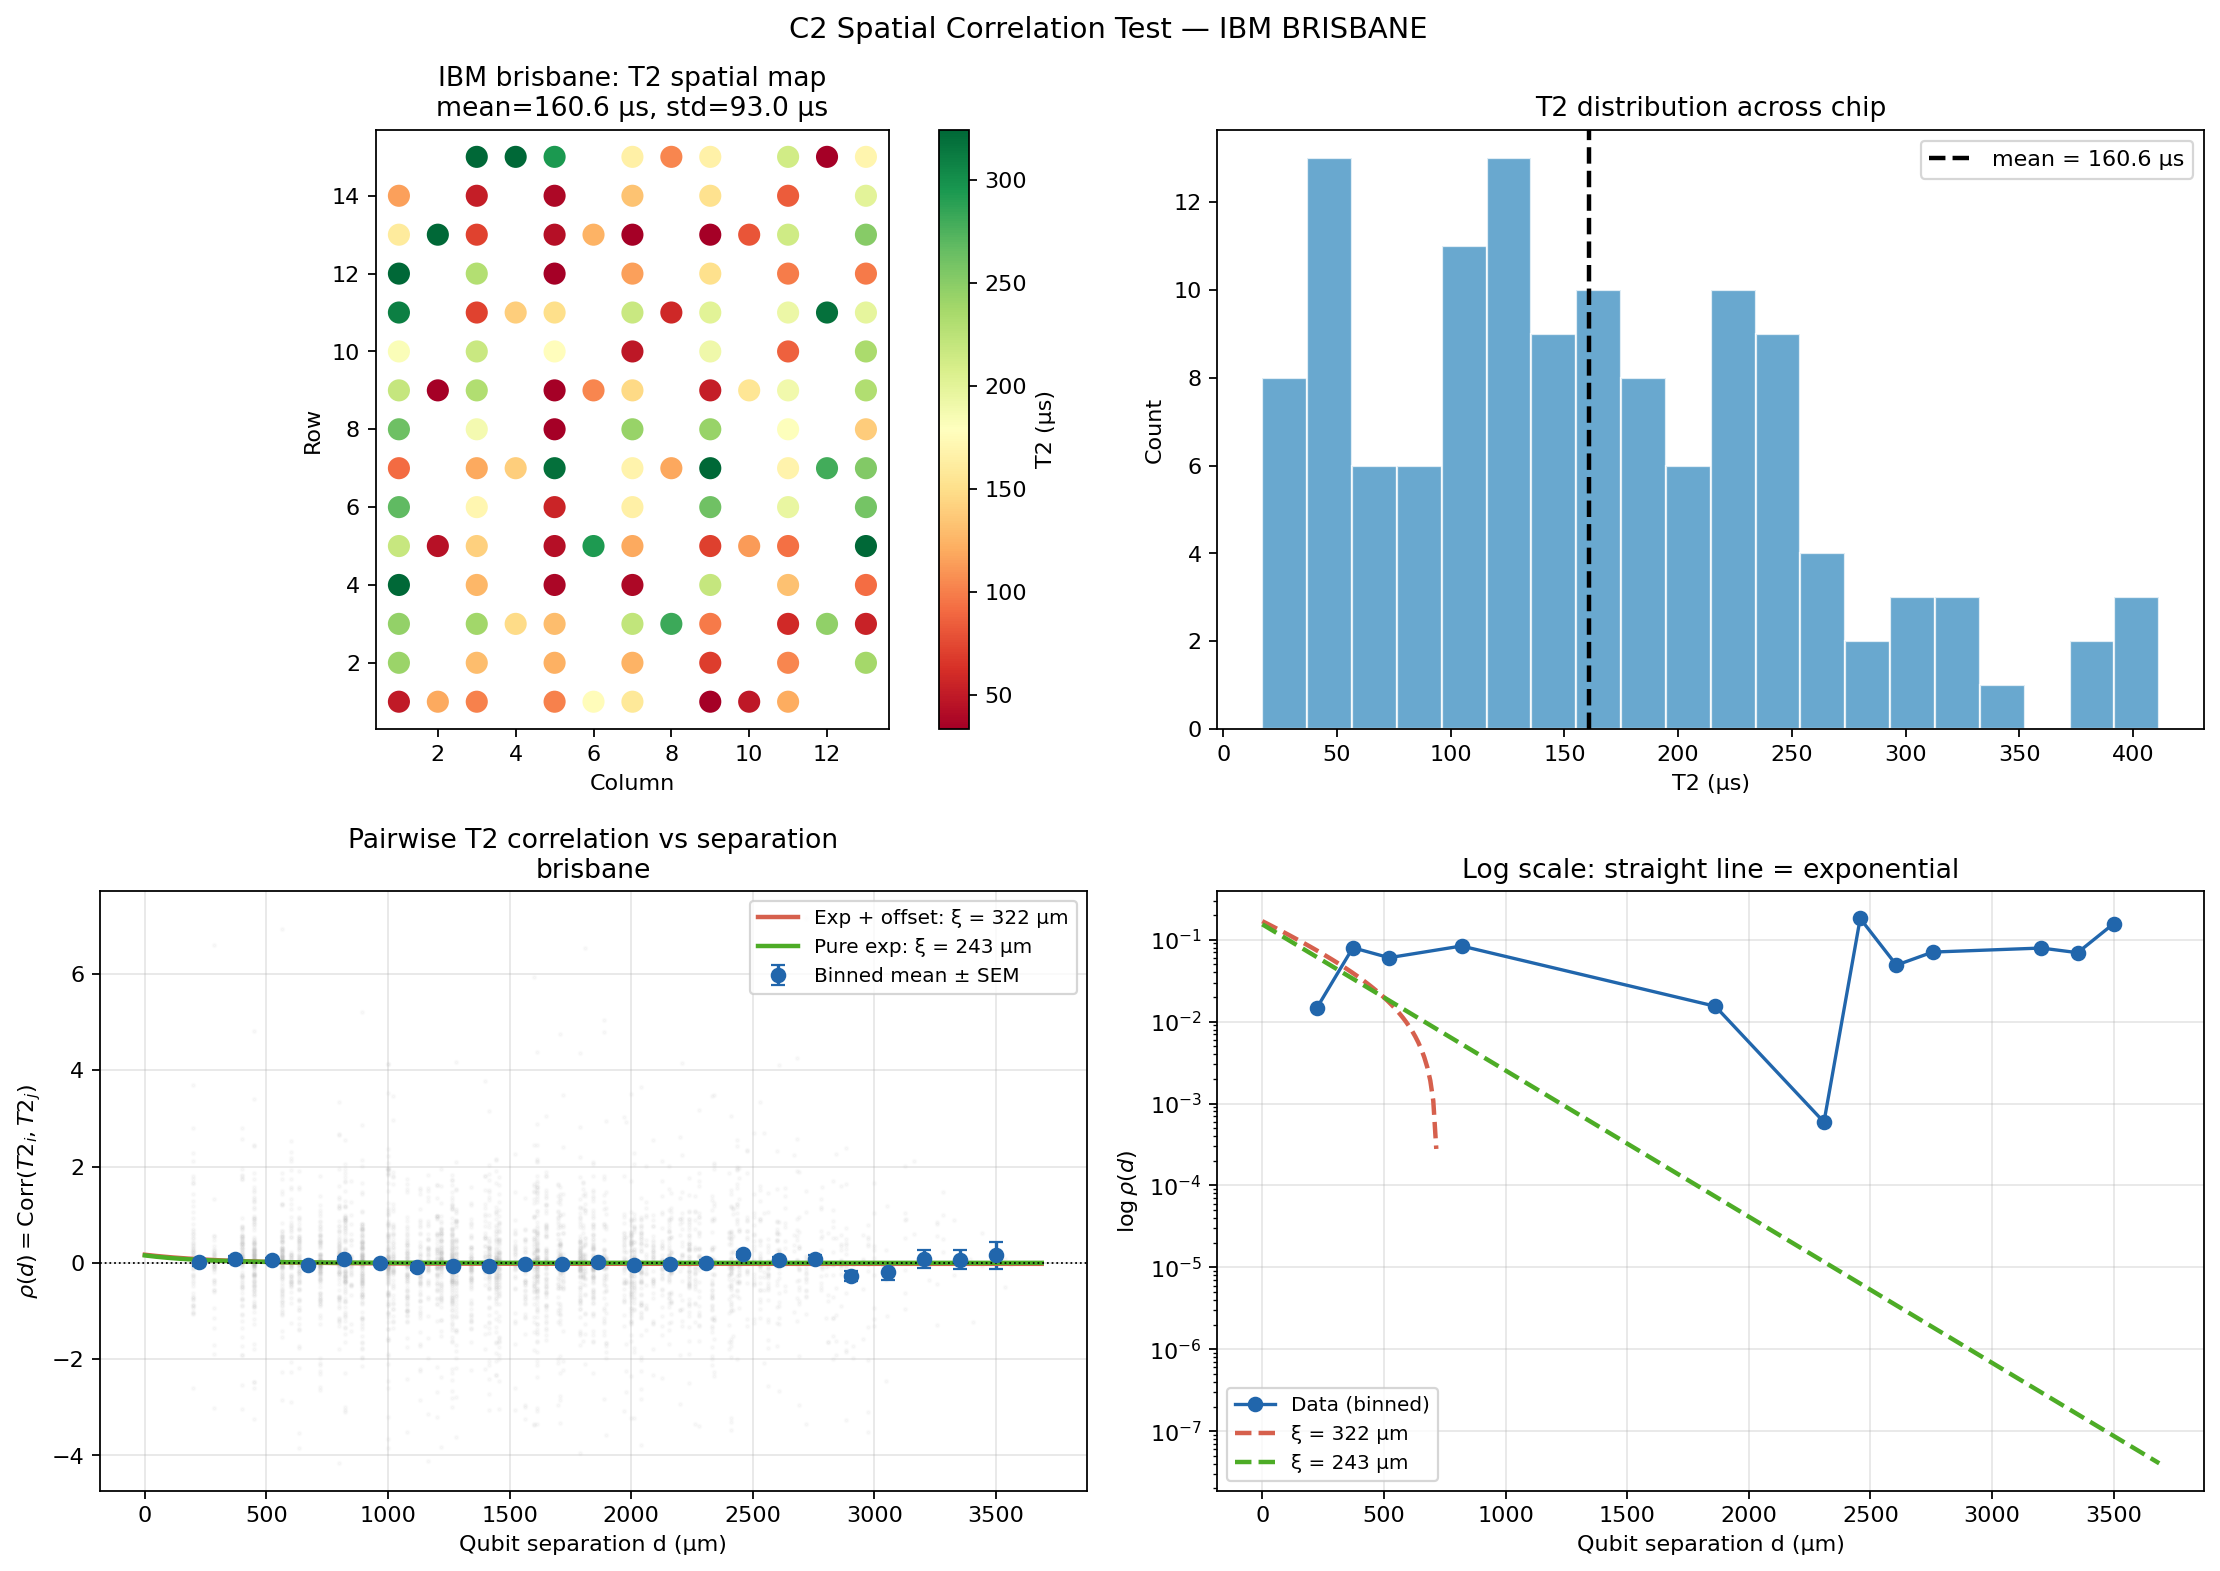 C2 Spatial Correlation Test — IBM BRISBANE
IBM brisbane: T2 spatial map
mean=160.6 µs, std=93.0 µs
Row
14
12
10
8
6
4
2
2 4 6 8 10 12
Column
300
250
200
150
100
50
T2 (µs)
T2 distribution across chip
mean = 160.6 µs
Count
12
10
8
6
4
2
0
0 50 100 150 200 250 300 350 400
T2 (µs)
Pairwise T2 correlation vs separation
brisbane
Exp + offset: ξ = 322 µm
Pure exp: ξ = 243 µm
Binned mean ± SEM
ρ(d) = Corr(T2ᵢ, T2ⱼ)
6
4
2
0
−2
−4
0 500 1000 1500 2000 2500 3000 3500
Qubit separation d (µm)
Log scale: straight line = exponential
log ρ(d)
10⁻¹
10⁻²
10⁻³
10⁻⁴
10⁻⁵
10⁻⁶
10⁻⁷
Data (binned)
ξ = 322 µm
ξ = 243 µm
0 500 1000 1500 2000 2500 3000 3500
Qubit separation d (µm)